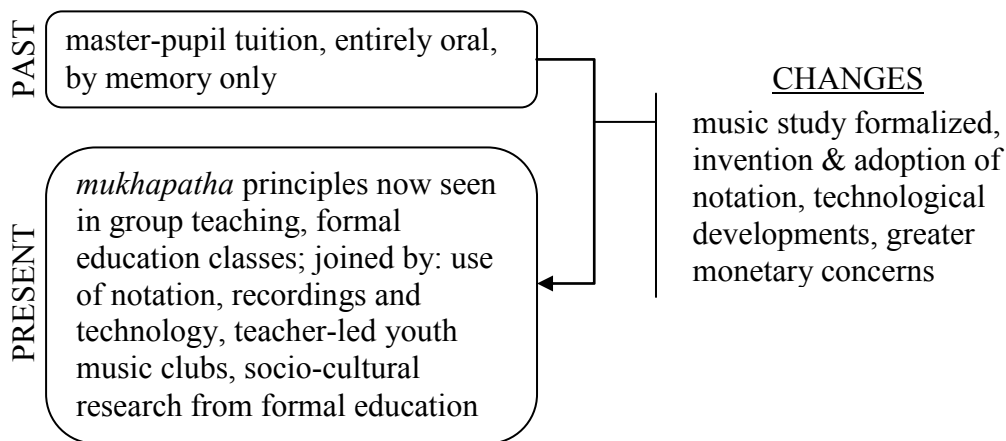 PAST
master-pupil tuition, entirely oral,
by memory only
PRESENT
mukhapatha principles now seen
in group teaching, formal
education classes; joined by: use
of notation, recordings and
technology, teacher-led youth
music clubs, socio-cultural
research from formal education
CHANGES
music study formalized,
invention & adoption of
notation, technological
developments, greater
monetary concerns